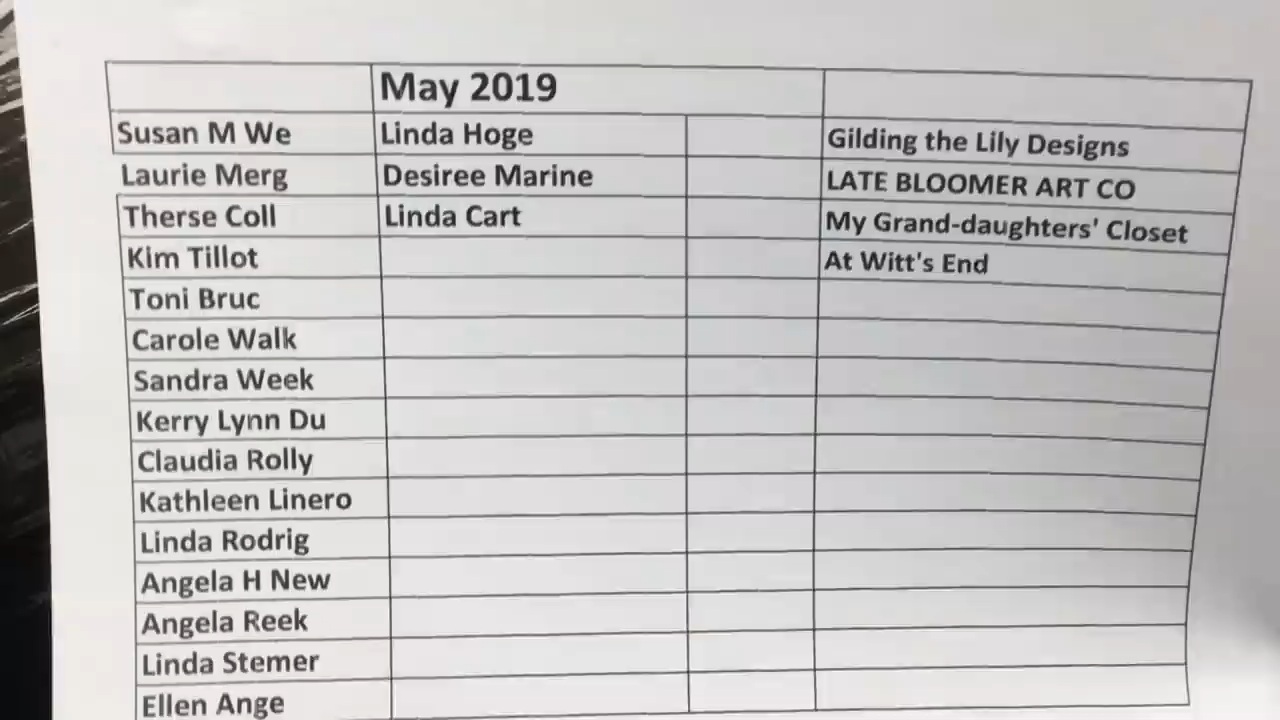 May 2019
Susan M We Linda Hoge Gilding the Lily Designs
Laurie Merg Desiree Marine LATE BLOOMER ART CO
Therse Coll Linda Cart My Grand-daughters' Closet
Kim Tillot At Witt's End
Toni Bruc
Carole Walk
Sandra Week
Kerry Lynn Du
Claudia Rolly
Kathleen Linero
Linda Rodrig
Angela H New
Angela Reek
Linda Stemer
Ellen Ange